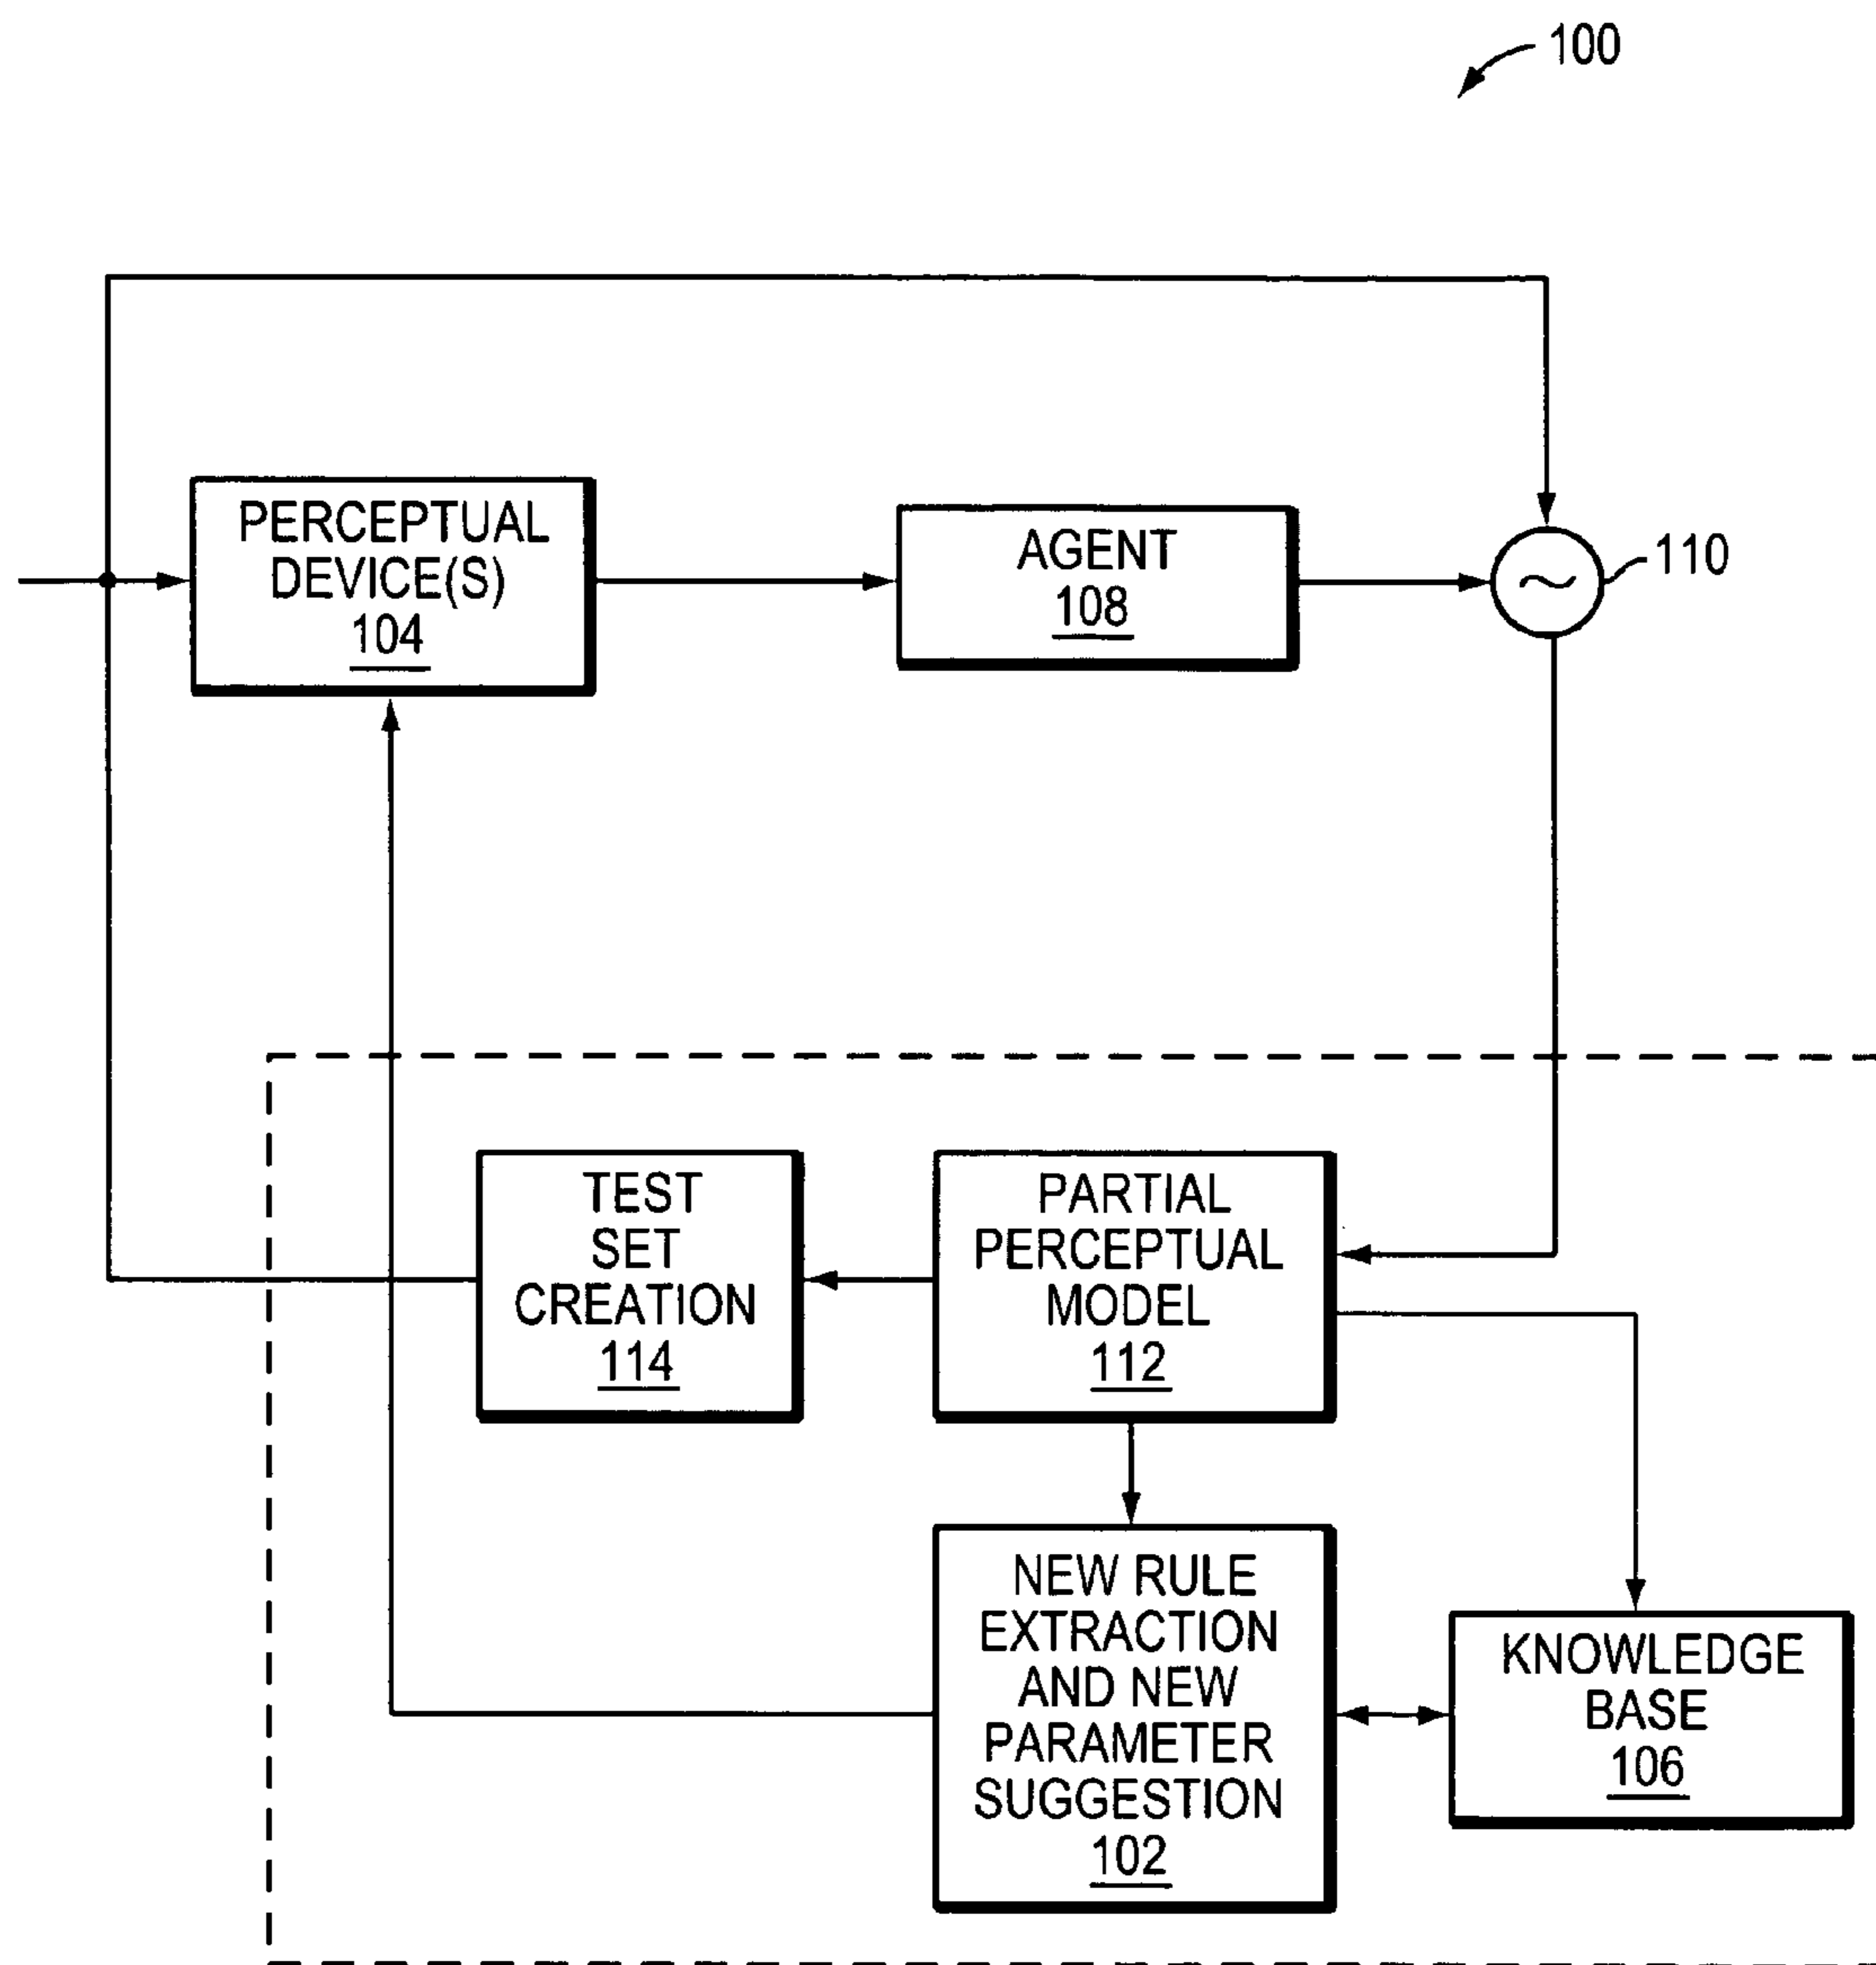 100
PERCEPTUAL
DEVICE(S)
104
AGENT
108
~
110
TEST
SET
CREATION
114
PARTIAL
PERCEPTUAL
MODEL
112
NEW RULE
EXTRACTION
AND NEW
PARAMETER
SUGGESTION
102
KNOWLEDGE
BASE
106